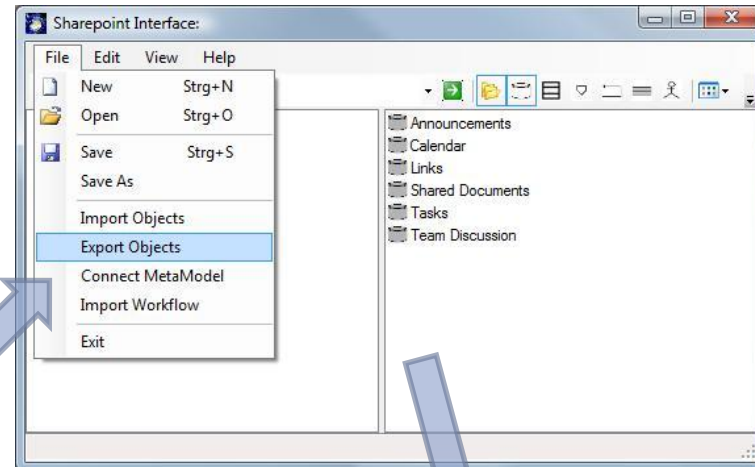 Sharepoint Interface:
File Edit View Help
New Strg+N
Open Strg+O
Save Strg+S
Save As
Import Objects
Export Objects
Connect MetaModel
Import Workflow
Exit
Announcements
Calendar
Links
Shared Documents
Tasks
Team Discussion